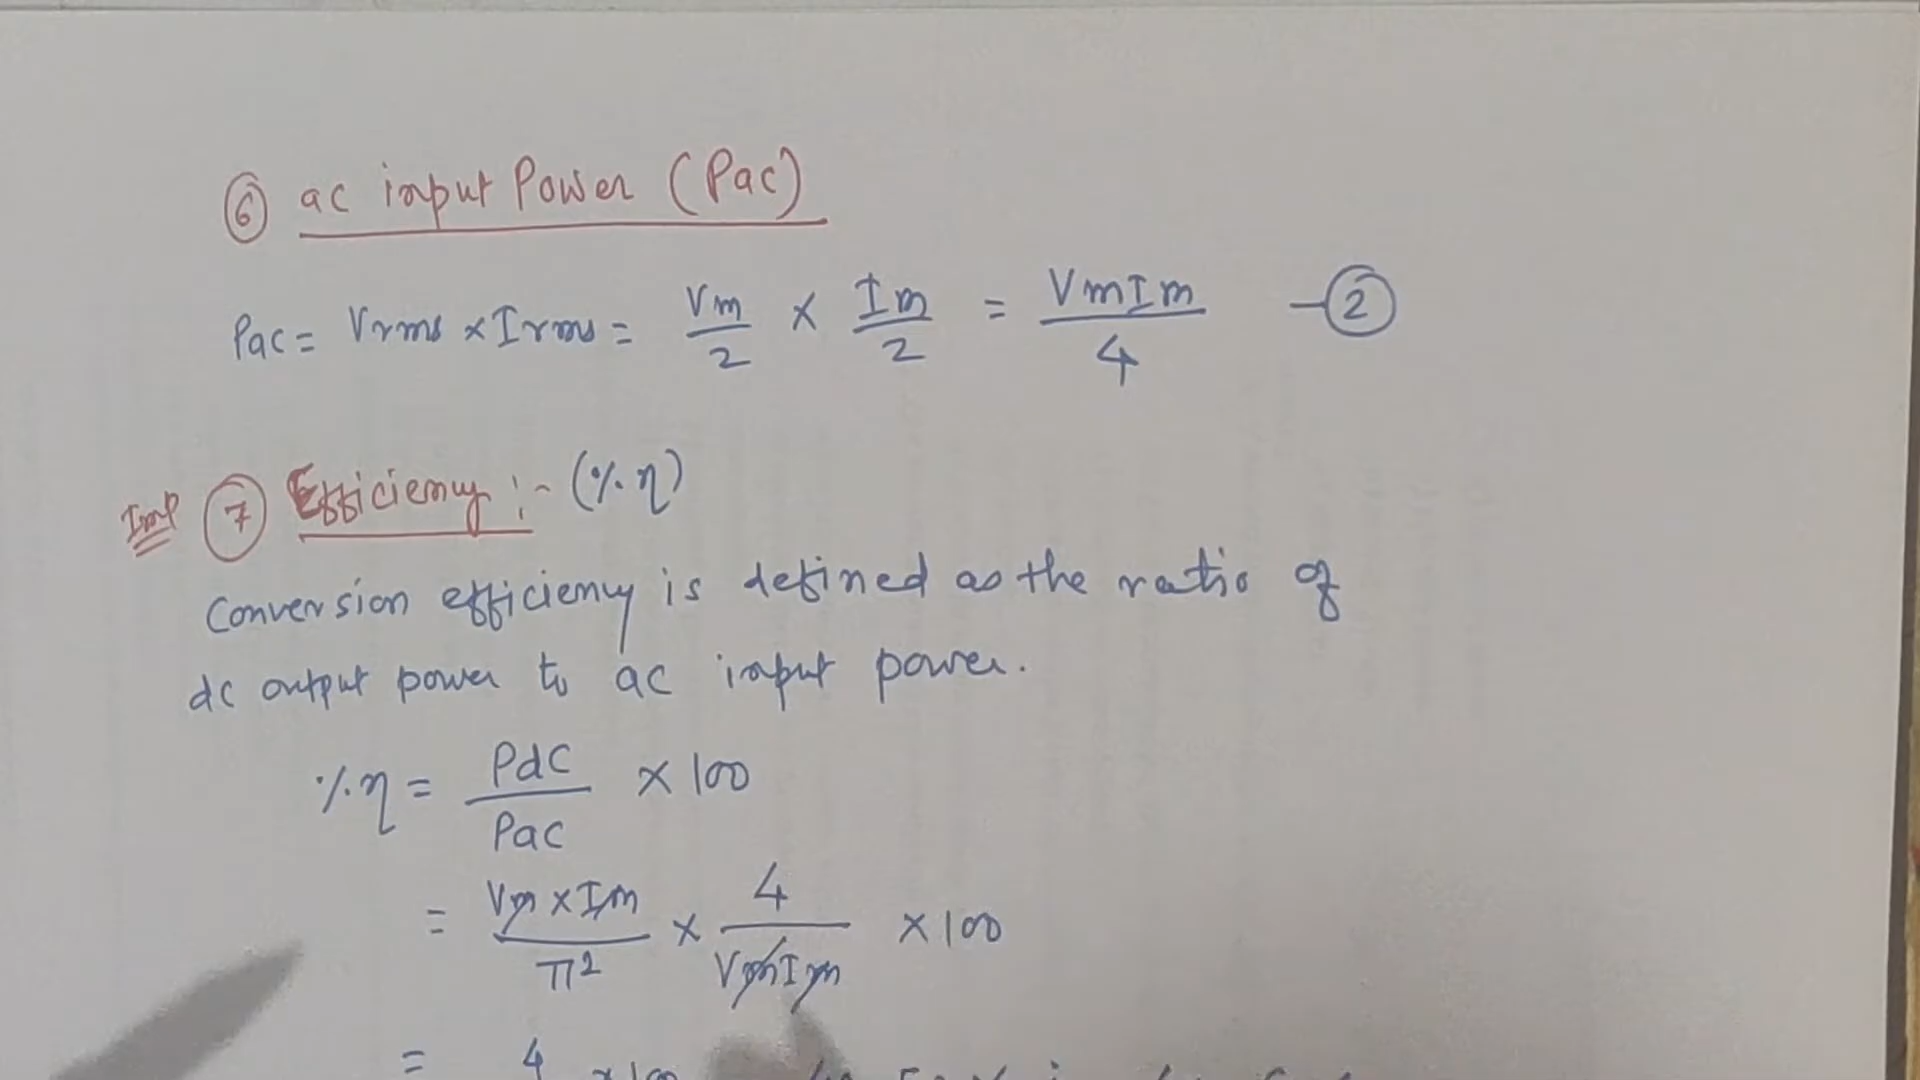 ⑥ ac input Power (Pac)
Pac = Vrms × Irms = Vm/2 × Im/2 = VmIm/4 —②
Imp ⑦ Efficiency :- (%η)
Conversion efficiency is defined as the ratio of
dc output power to ac input power.
%η = Pdc/Pac × 100
= Vm × Im/π² × 4/VmIm × 100
= 4 × 100